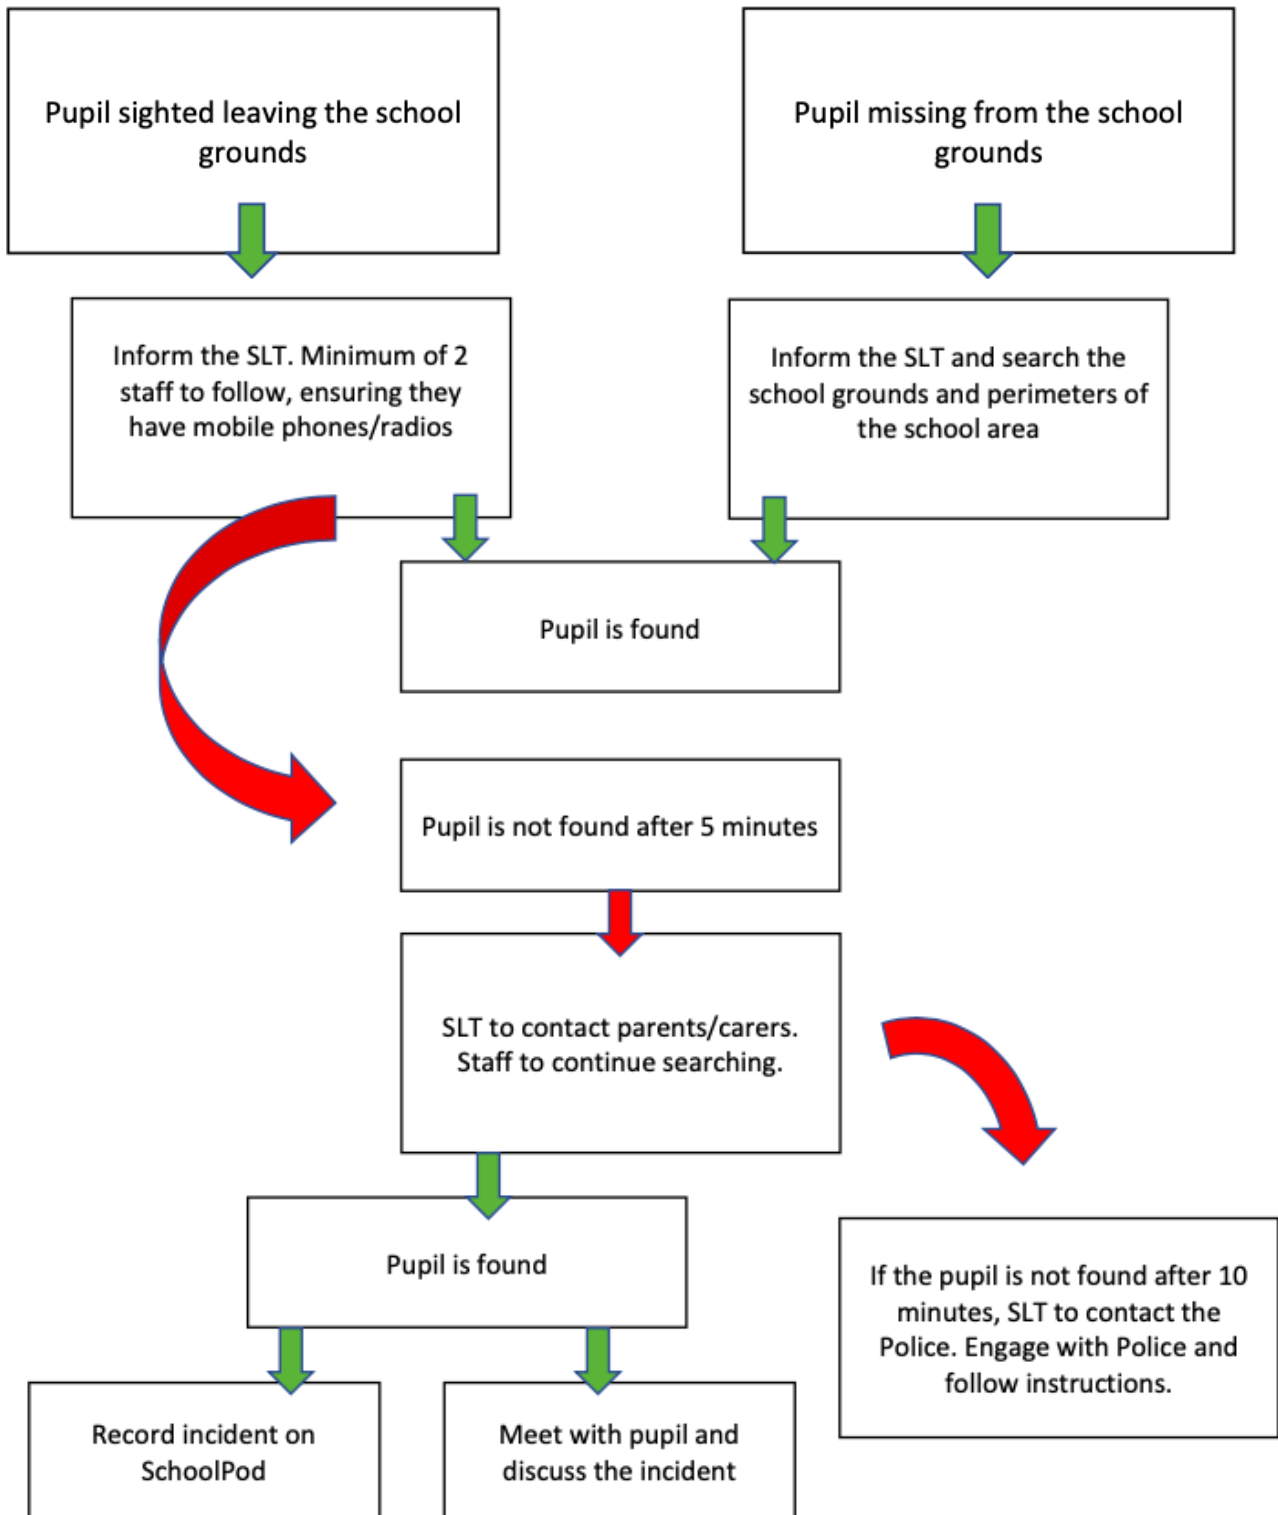 Pupil sighted leaving the school
grounds
Pupil missing from the school
grounds
Inform the SLT. Minimum of 2
staff to follow, ensuring they
have mobile phones/radios
Inform the SLT and search the
school grounds and perimeters of
the school area
Pupil is found
Pupil is not found after 5 minutes
SLT to contact parents/carers.
Staff to continue searching.
Pupil is found
If the pupil is not found after 10
minutes, SLT to contact the
Police. Engage with Police and
follow instructions.
Record incident on
SchoolPod
Meet with pupil and
discuss the incident